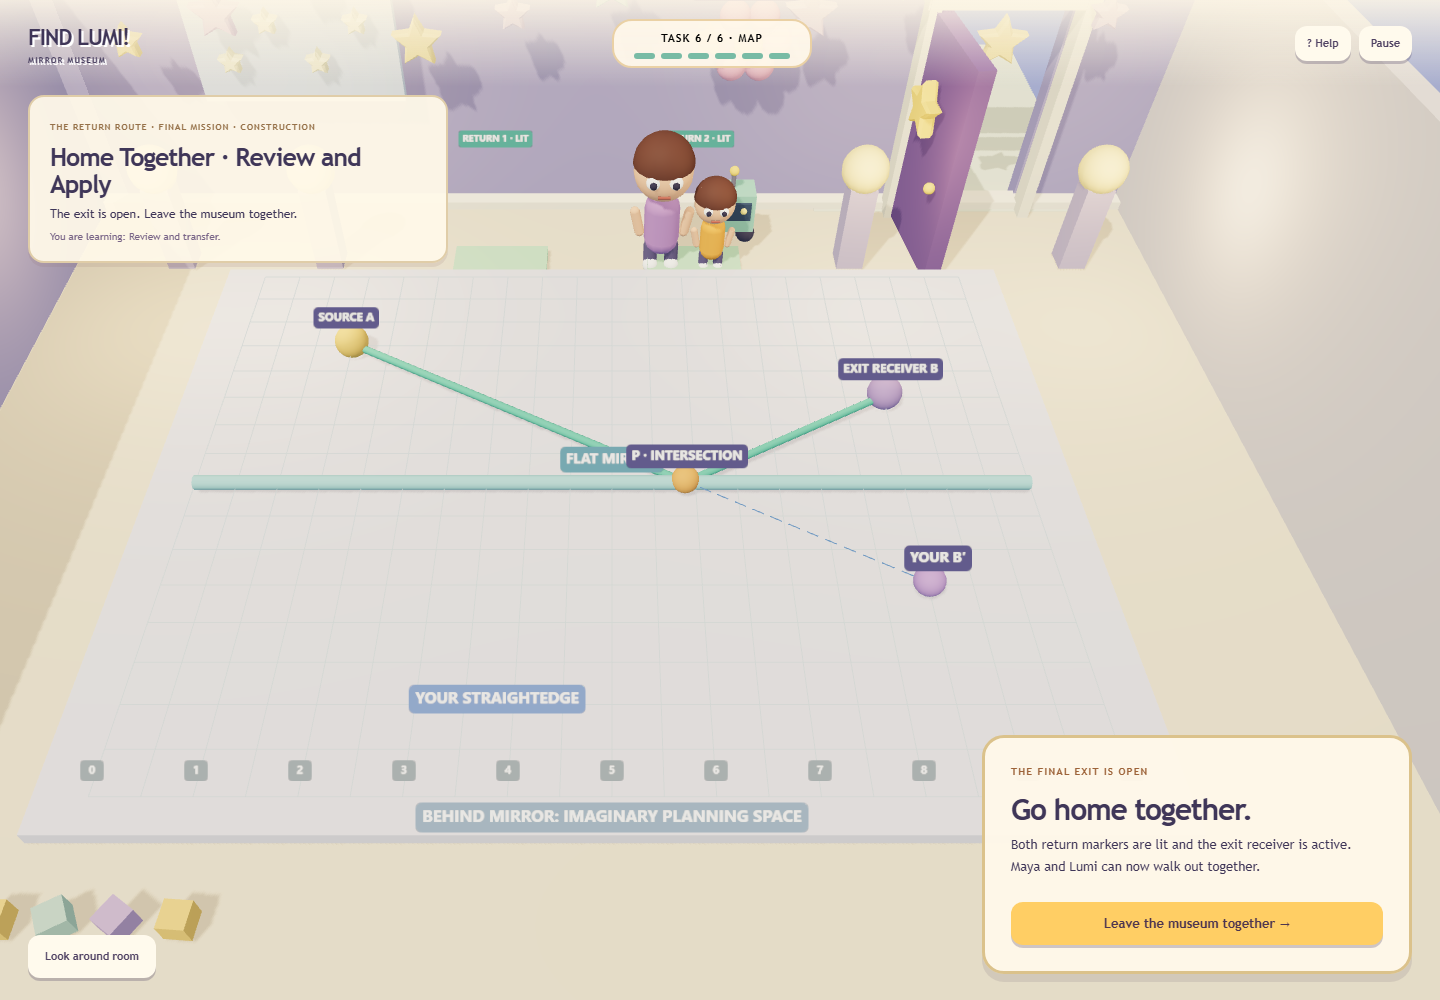 FIND LUMI!
MIRROR MUSEUM
TASK 6 / 6 • MAP
? Help
Pause
THE RETURN ROUTE • FINAL MISSION • CONSTRUCTION
Home Together · Review and
Apply
The exit is open. Leave the museum together.
You are learning: Review and transfer.
RETURN 1 · LIT
2 · LIT
SOURCE A
EXIT RECEIVER B
FLAT
P · INTERSECTION
YOUR B'
YOUR STRAIGHTEDGE
0 1 2 3 4 5 6 7 8
BEHIND MIRROR: IMAGINARY PLANNING SPACE
THE FINAL EXIT IS OPEN
Go home together.
Both return markers are lit and the exit receiver is active.
Maya and Lumi can now walk out together.
Leave the museum together →
Look around room